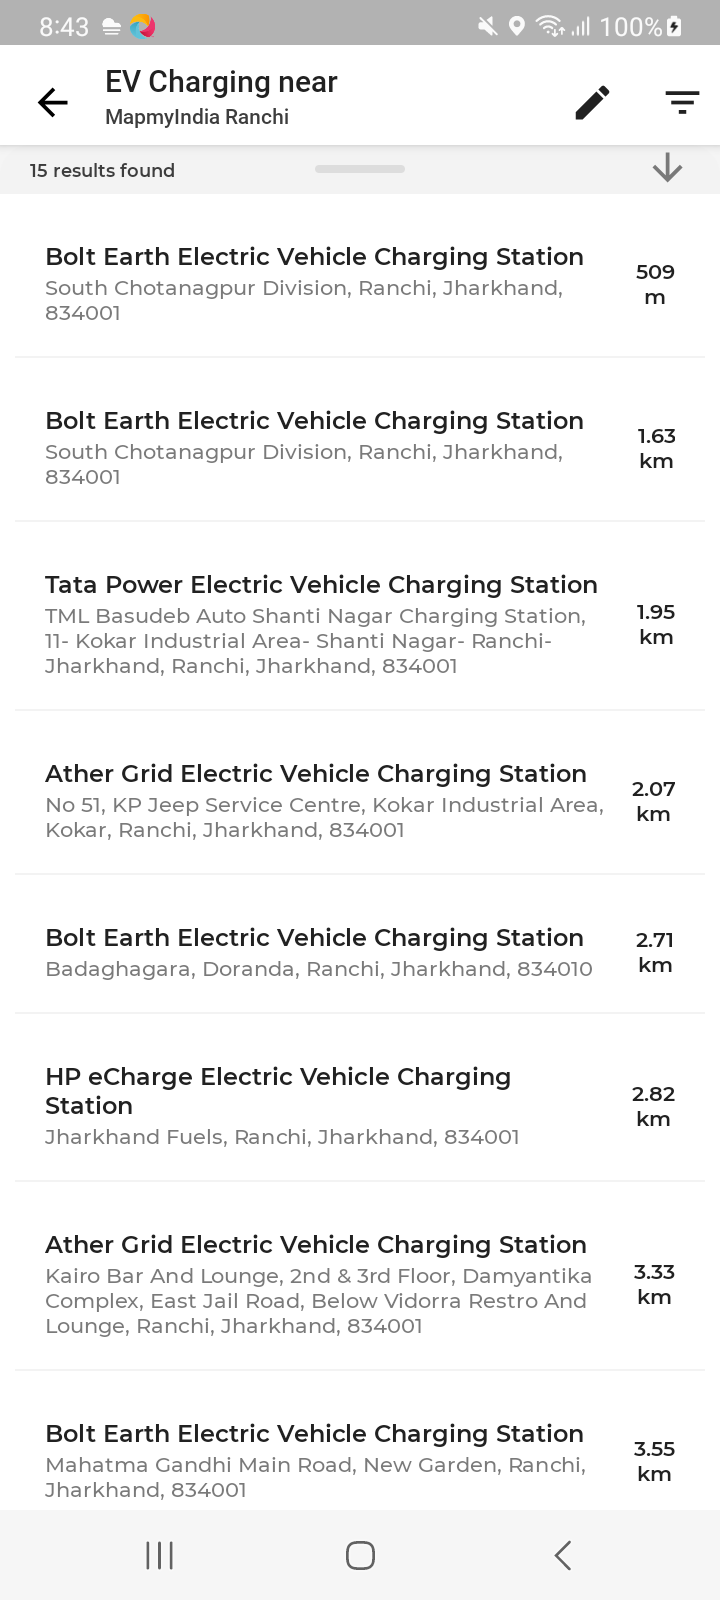 8:43
100%
EV Charging near
MapmyIndia Ranchi
15 results found
Bolt Earth Electric Vehicle Charging Station
South Chotanagpur Division, Ranchi, Jharkhand,
834001
509
m
Bolt Earth Electric Vehicle Charging Station
South Chotanagpur Division, Ranchi, Jharkhand,
834001
1.63
km
Tata Power Electric Vehicle Charging Station
TML Basudeb Auto Shanti Nagar Charging Station,
11- Kokar Industrial Area- Shanti Nagar- Ranchi-
Jharkhand, Ranchi, Jharkhand, 834001
1.95
km
Ather Grid Electric Vehicle Charging Station
No 51, KP Jeep Service Centre, Kokar Industrial Area,
Kokar, Ranchi, Jharkhand, 834001
2.07
km
Bolt Earth Electric Vehicle Charging Station
Badaghagara, Doranda, Ranchi, Jharkhand, 834010
2.71
km
HP eCharge Electric Vehicle Charging
Station
Jharkhand Fuels, Ranchi, Jharkhand, 834001
2.82
km
Ather Grid Electric Vehicle Charging Station
Kairo Bar And Lounge, 2nd & 3rd Floor, Damyantika
Complex, East Jail Road, Below Vidorra Restro And
Lounge, Ranchi, Jharkhand, 834001
3.33
km
Bolt Earth Electric Vehicle Charging Station
Mahatma Gandhi Main Road, New Garden, Ranchi,
Jharkhand, 834001
3.55
km